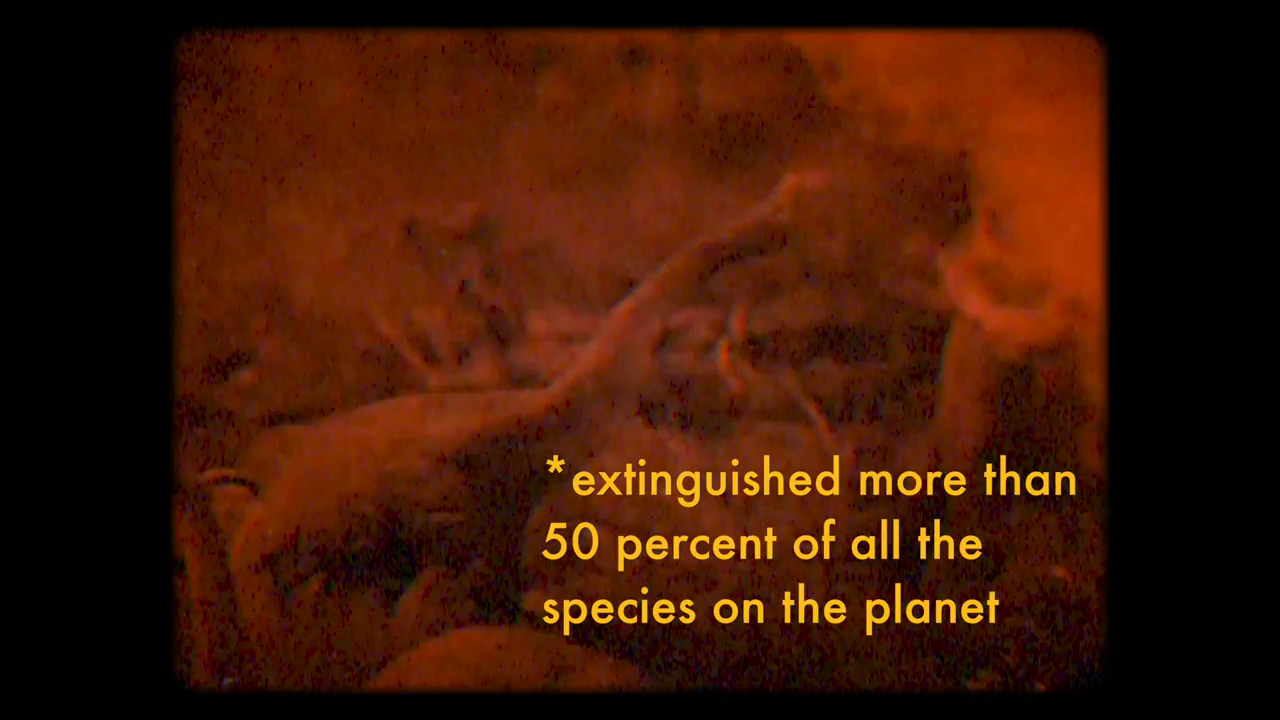 *extinguished more than
50 percent of all the
species on the planet